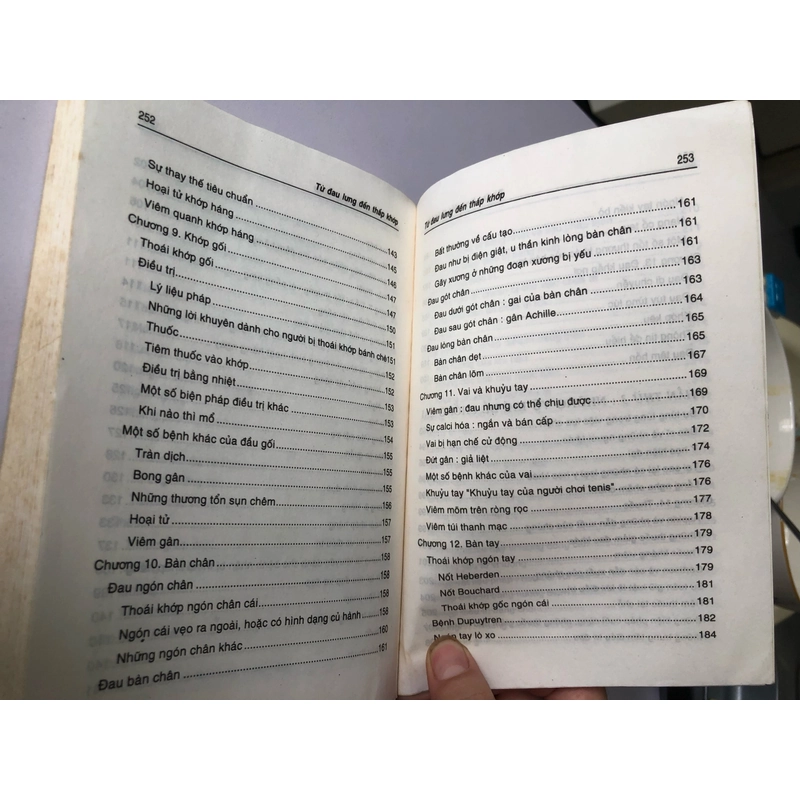 252
Từ đau lưng đến thấp khớp
Sự thay thế tiêu chuẩn ........ 143
Hoại tử khớp háng ........ 145
Viêm quanh khớp háng ........ 146
Chương 9. Khớp gối ........ 147
Thoái khớp gối ........ 147
Điều trị ........ 150
Lý liệu pháp ........ 151
Những lời khuyên dành cho người bị thoái khớp bánh chè 151
Thuốc ........ 152
Tiêm thuốc vào khớp ........ 152
Điều trị bằng nhiệt ........ 153
Một số biện pháp điều trị khác ........ 153
Khi nào thì mổ ........ 154
Một số bệnh khác của đầu gối ........ 155
Tràn dịch ........ 155
Bong gân ........ 155
Những thương tổn sụn chêm ........ 156
Hoại tử ........ 157
Viêm gân ........ 157
Chương 10. Bàn chân ........ 158
Đau ngón chân ........ 158
Thoái khớp ngón chân cái ........ 158
Ngón cái vẹo ra ngoài, hoặc có hình dạng củ hành ........ 158
Những ngón chân khác ........ 160
Đau bàn chân ........ 161
Từ đau lưng đến thấp khớp
253
Bất thường về cấu tạo ........ 161
Đau như bị điện giật, u thần kinh lòng bàn chân ........ 161
Gãy xương ở những đoạn xương bị yếu ........ 161
Đau gót chân ........ 163
Đau dưới gót chân : gai của bàn chân ........ 163
Đau sau gót chân : gân Achille ........ 164
Đau lòng bàn chân ........ 165
Bàn chân dẹt ........ 165
Bàn chân lõm ........ 167
Chương 11. Vai và khuỷu tay ........ 169
Viêm gân : đau nhưng có thể chịu được ........ 169
Sự calci hóa : ngắn và bán cấp ........ 170
Vai bị hạn chế cử động ........ 172
Đứt gân : giả liệt ........ 174
Một số bệnh khác của vai ........ 176
Khuỷu tay "Khuỷu tay của người chơi tenis" ........ 176
Viêm mỏm trên ròng rọc ........ 177
Viêm túi thanh mạc ........ 178
Chương 12. Bàn tay ........ 179
Thoái khớp ngón tay ........ 179
Nốt Heberden ........ 179
Nốt Bouchard ........ 181
Thoái khớp gốc ngón cái ........ 181
Bệnh Dupuytren ........ 182
Ngón tay lò xo ........ 184